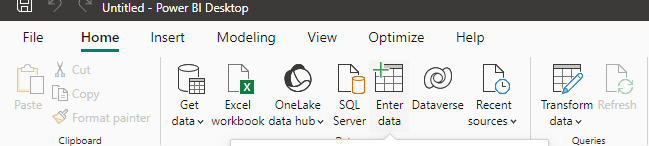 Untitled - Power BI Desktop
File Home Insert Modeling View Optimize Help
Paste
Cut
Copy
Format painter
Get data
Excel workbook
OneLake data hub
SQL Server
Enter data
Dataverse
Recent sources
Transform data
Refresh
Clipboard
Queries